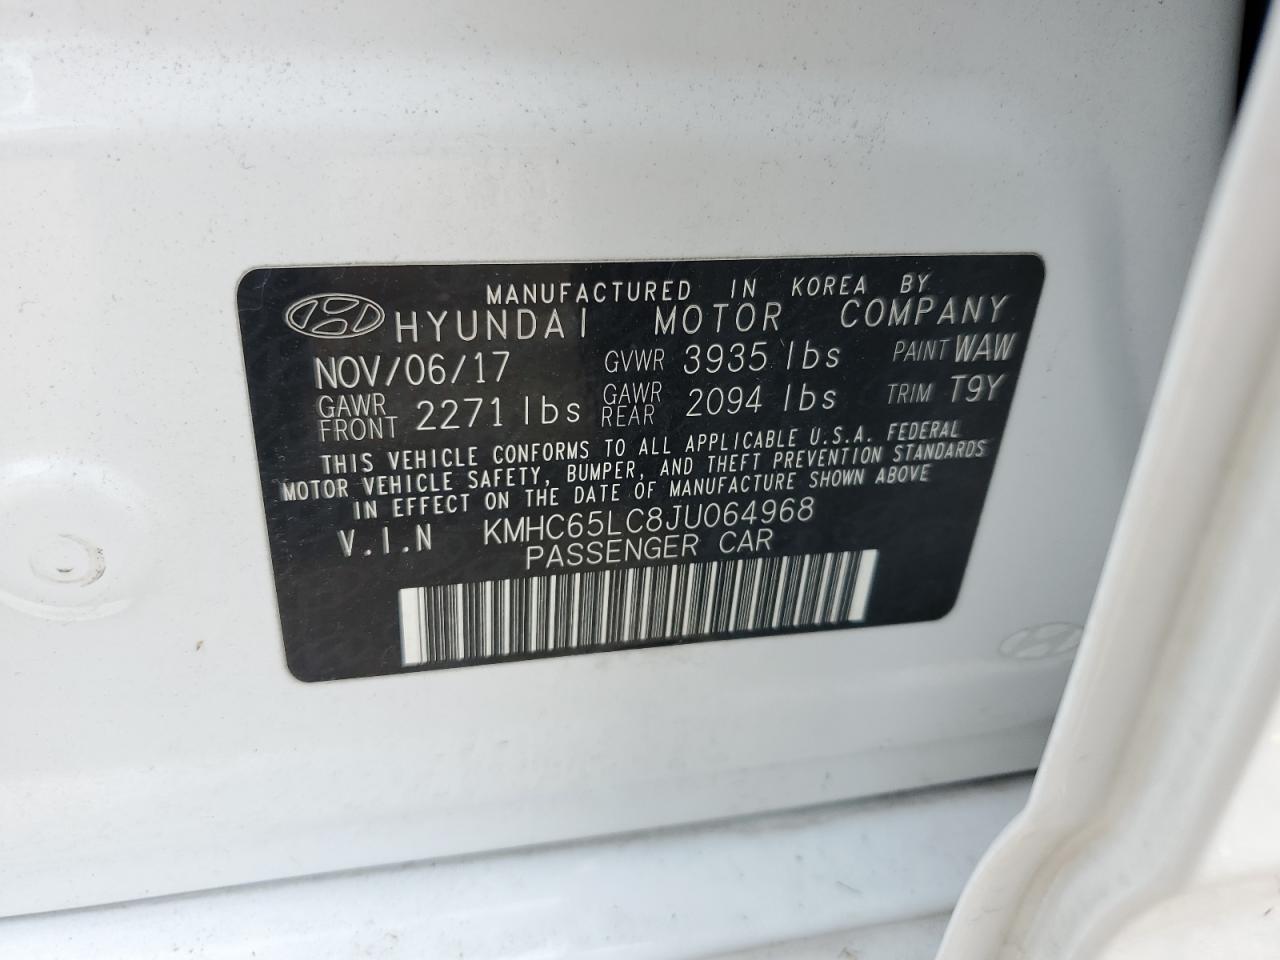 MANUFACTURED IN KOREA BY
HYUNDAI MOTOR COMPANY
NOV/06/17 GVWR 3935 lbs PAINT WAW
GAWR FRONT 2271 lbs GAWR REAR 2094 lbs TRIM T9Y
THIS VEHICLE CONFORMS TO ALL APPLICABLE U.S.A. FEDERAL
MOTOR VEHICLE SAFETY, BUMPER, AND THEFT PREVENTION STANDARDS
IN EFFECT ON THE DATE OF MANUFACTURE SHOWN ABOVE
V.I.N KMHC65LC8JU064968
PASSENGER CAR